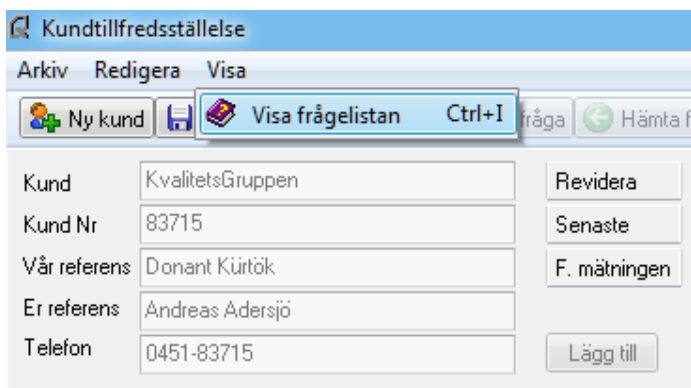 Kundtillfredsställelse
Arkiv Redigera Visa
Ny kund Visa frågelistan Ctrl+I fråga Hämta
Kund KvalitetsGruppen Revidera
Kund Nr 83715 Senaste
Vår referens Donant Kürtök F. mätningen
Er referens Andreas Adersjö
Telefon 0451-83715 Lägg till